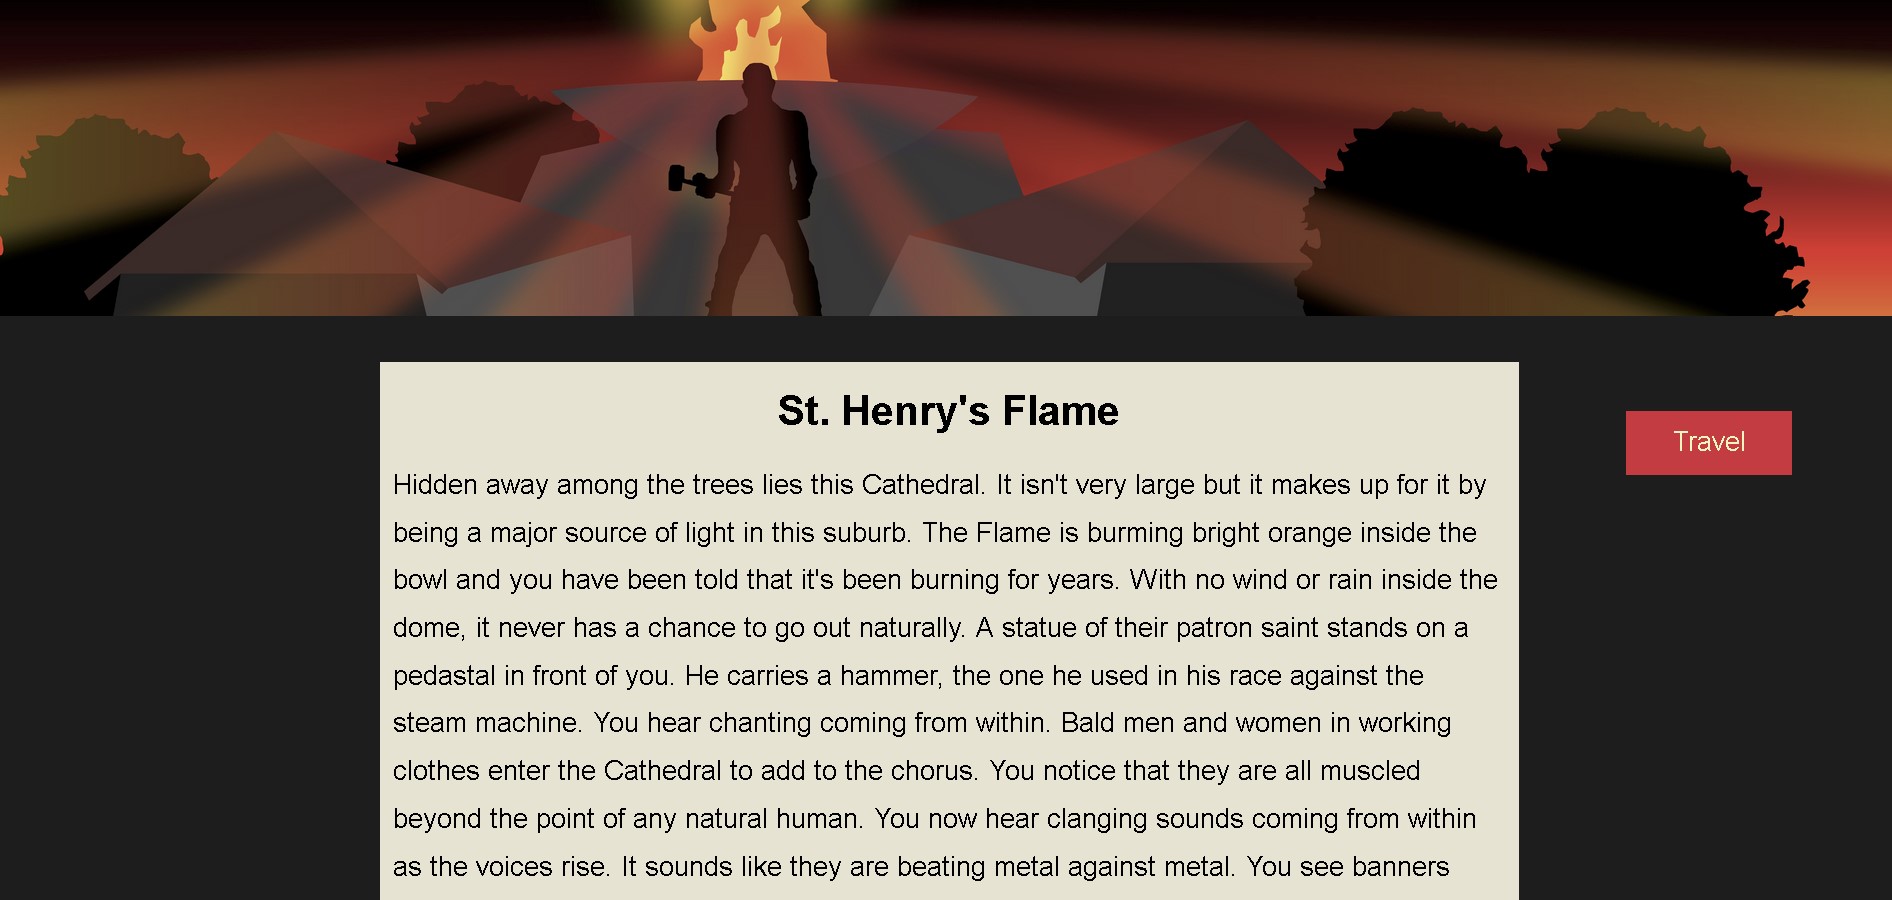 St. Henry's Flame
Travel
Hidden away among the trees lies this Cathedral. It isn't very large but it makes up for it by
being a major source of light in this suburb. The Flame is burming bright orange inside the
bowl and you have been told that it's been burning for years. With no wind or rain inside the
dome, it never has a chance to go out naturally. A statue of their patron saint stands on a
pedastal in front of you. He carries a hammer, the one he used in his race against the
steam machine. You hear chanting coming from within. Bald men and women in working
clothes enter the Cathedral to add to the chorus. You notice that they are all muscled
beyond the point of any natural human. You now hear clanging sounds coming from within
as the voices rise. It sounds like they are beating metal against metal. You see banners